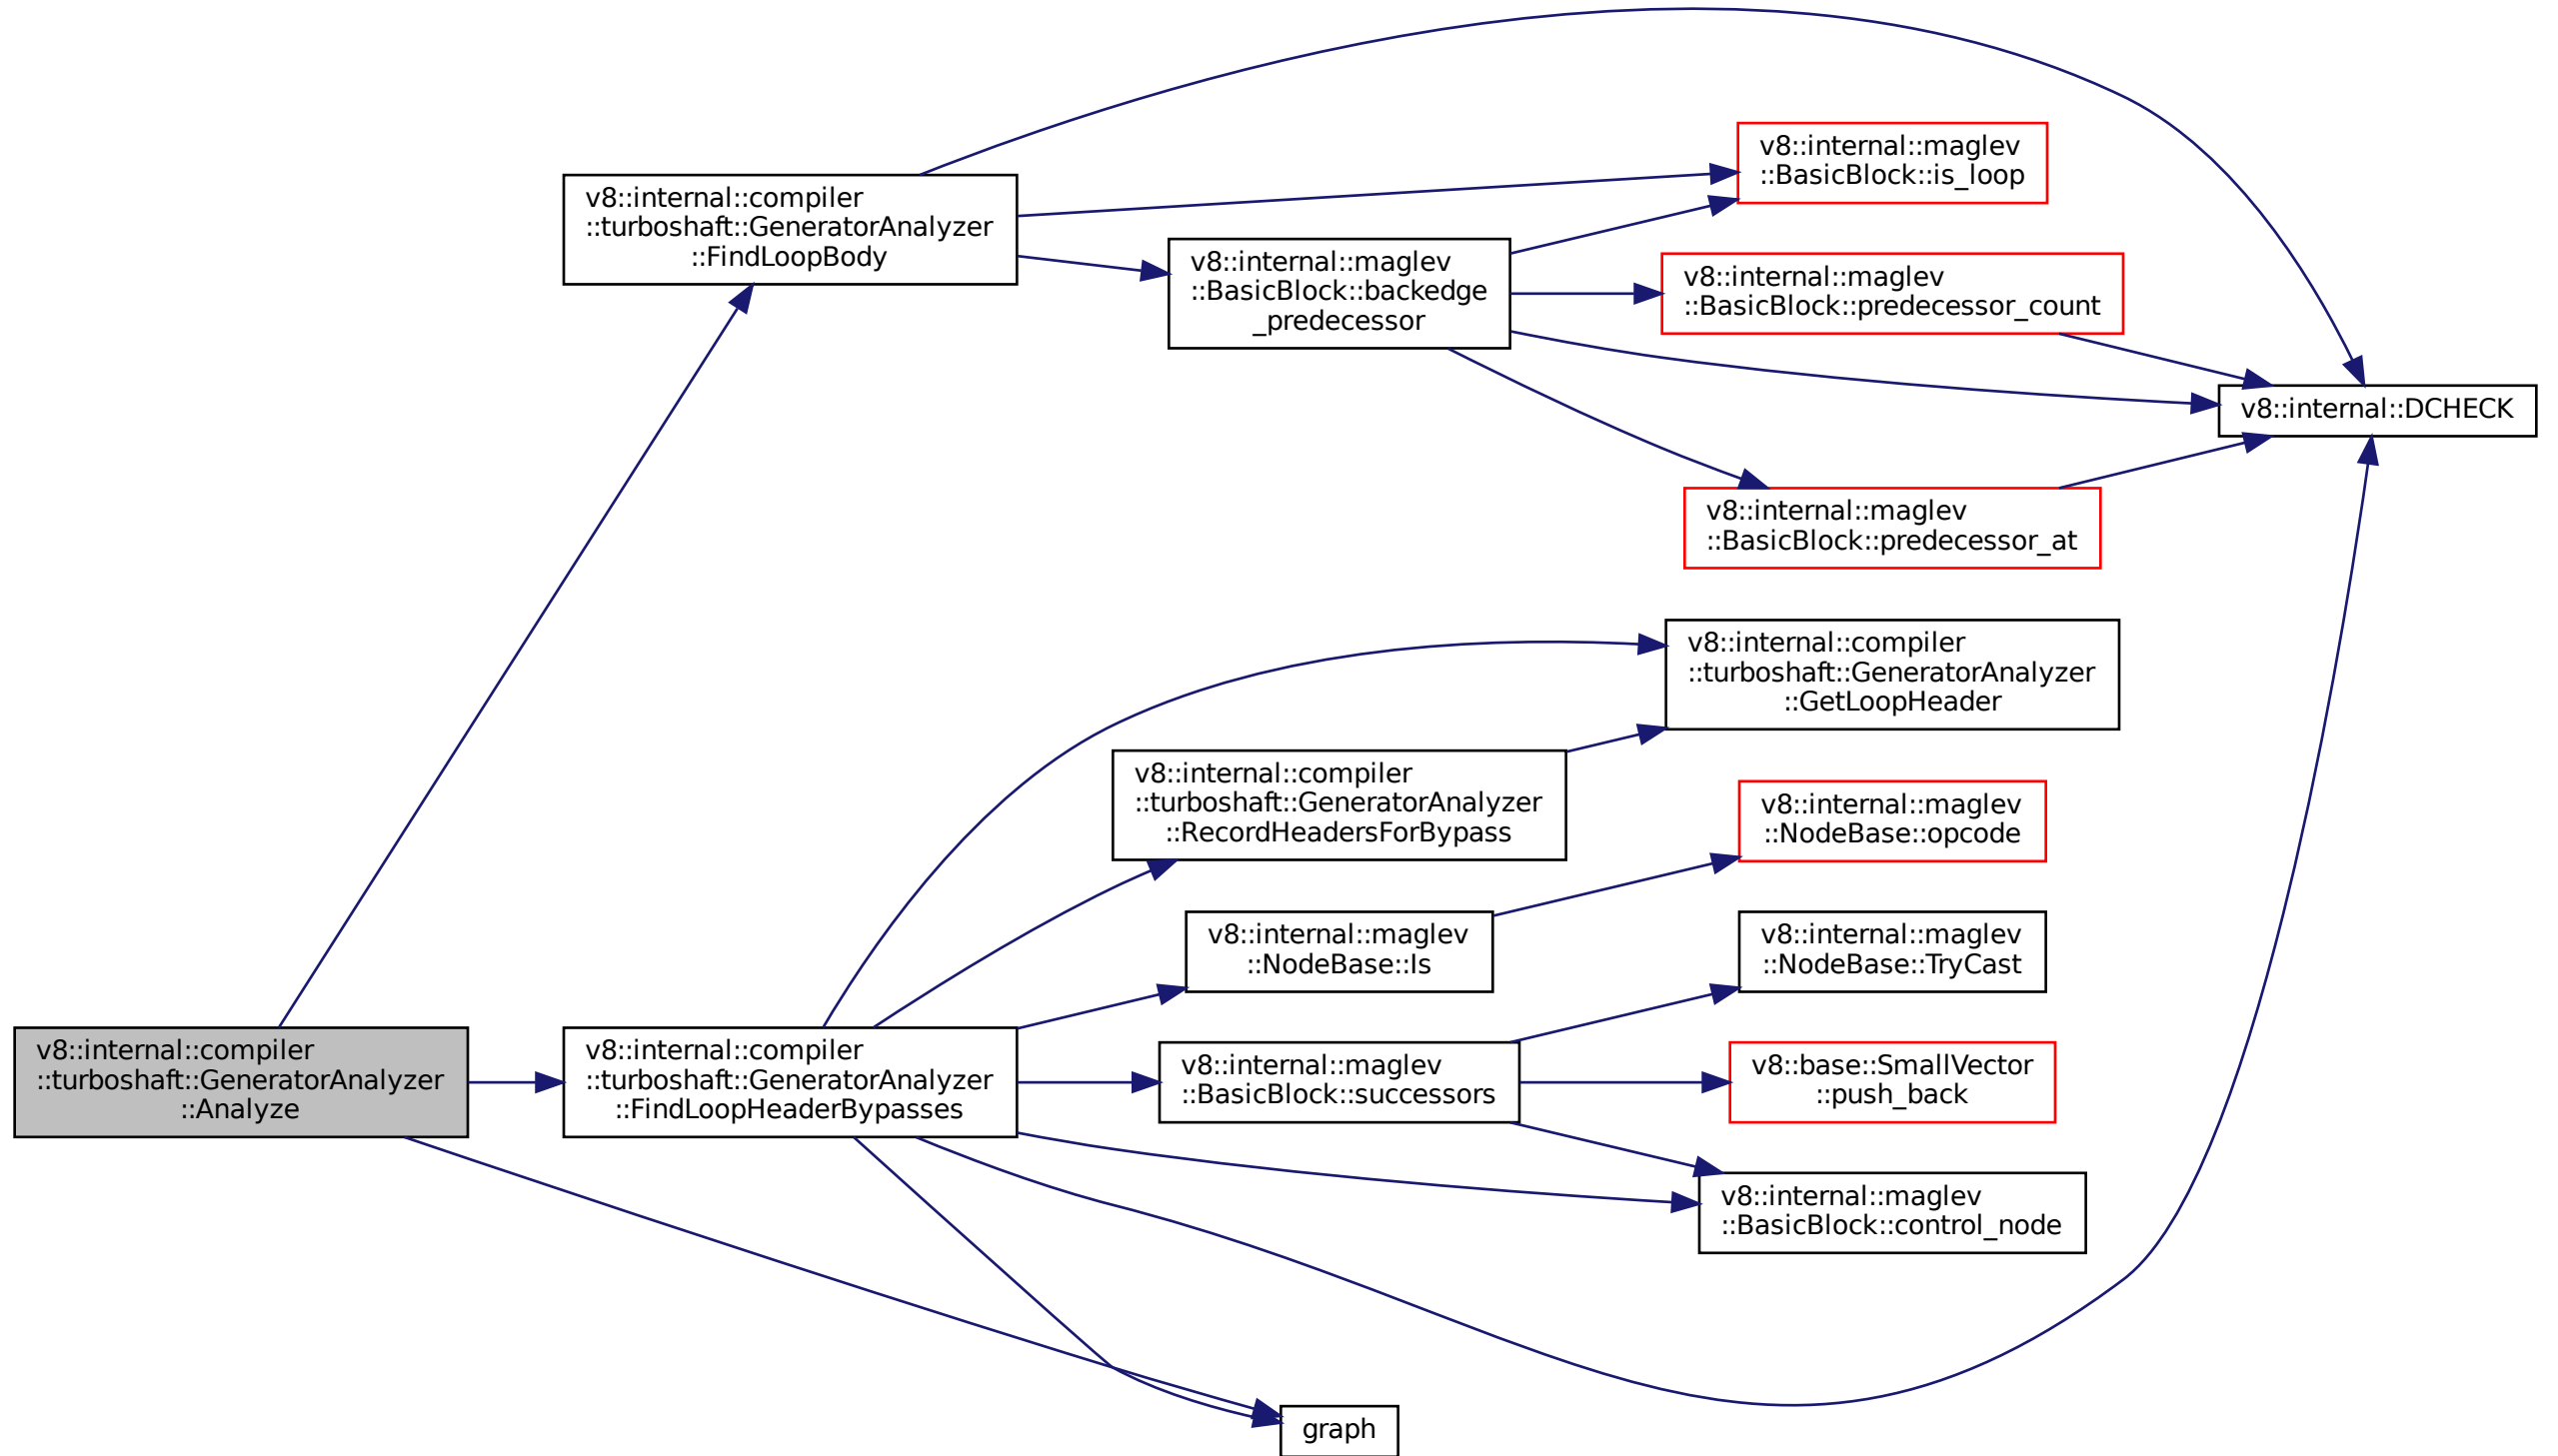 v8::internal::compiler
::turboshaft::GeneratorAnalyzer
::Analyze
v8::internal::compiler
::turboshaft::GeneratorAnalyzer
::FindLoopBody
v8::internal::maglev
::BasicBlock::backedge
_predecessor
v8::internal::maglev
::BasicBlock::is_loop
v8::internal::maglev
::BasicBlock::predecessor_count
v8::internal::DCHECK
v8::internal::maglev
::BasicBlock::predecessor_at
v8::internal::compiler
::turboshaft::GeneratorAnalyzer
::GetLoopHeader
v8::internal::compiler
::turboshaft::GeneratorAnalyzer
::RecordHeadersForBypass
v8::internal::maglev
::NodeBase::opcode
v8::internal::maglev
::NodeBase::Is
v8::internal::maglev
::NodeBase::TryCast
v8::internal::compiler
::turboshaft::GeneratorAnalyzer
::FindLoopHeaderBypasses
v8::internal::maglev
::BasicBlock::successors
v8::base::SmallVector
::push_back
v8::internal::maglev
::BasicBlock::control_node
graph